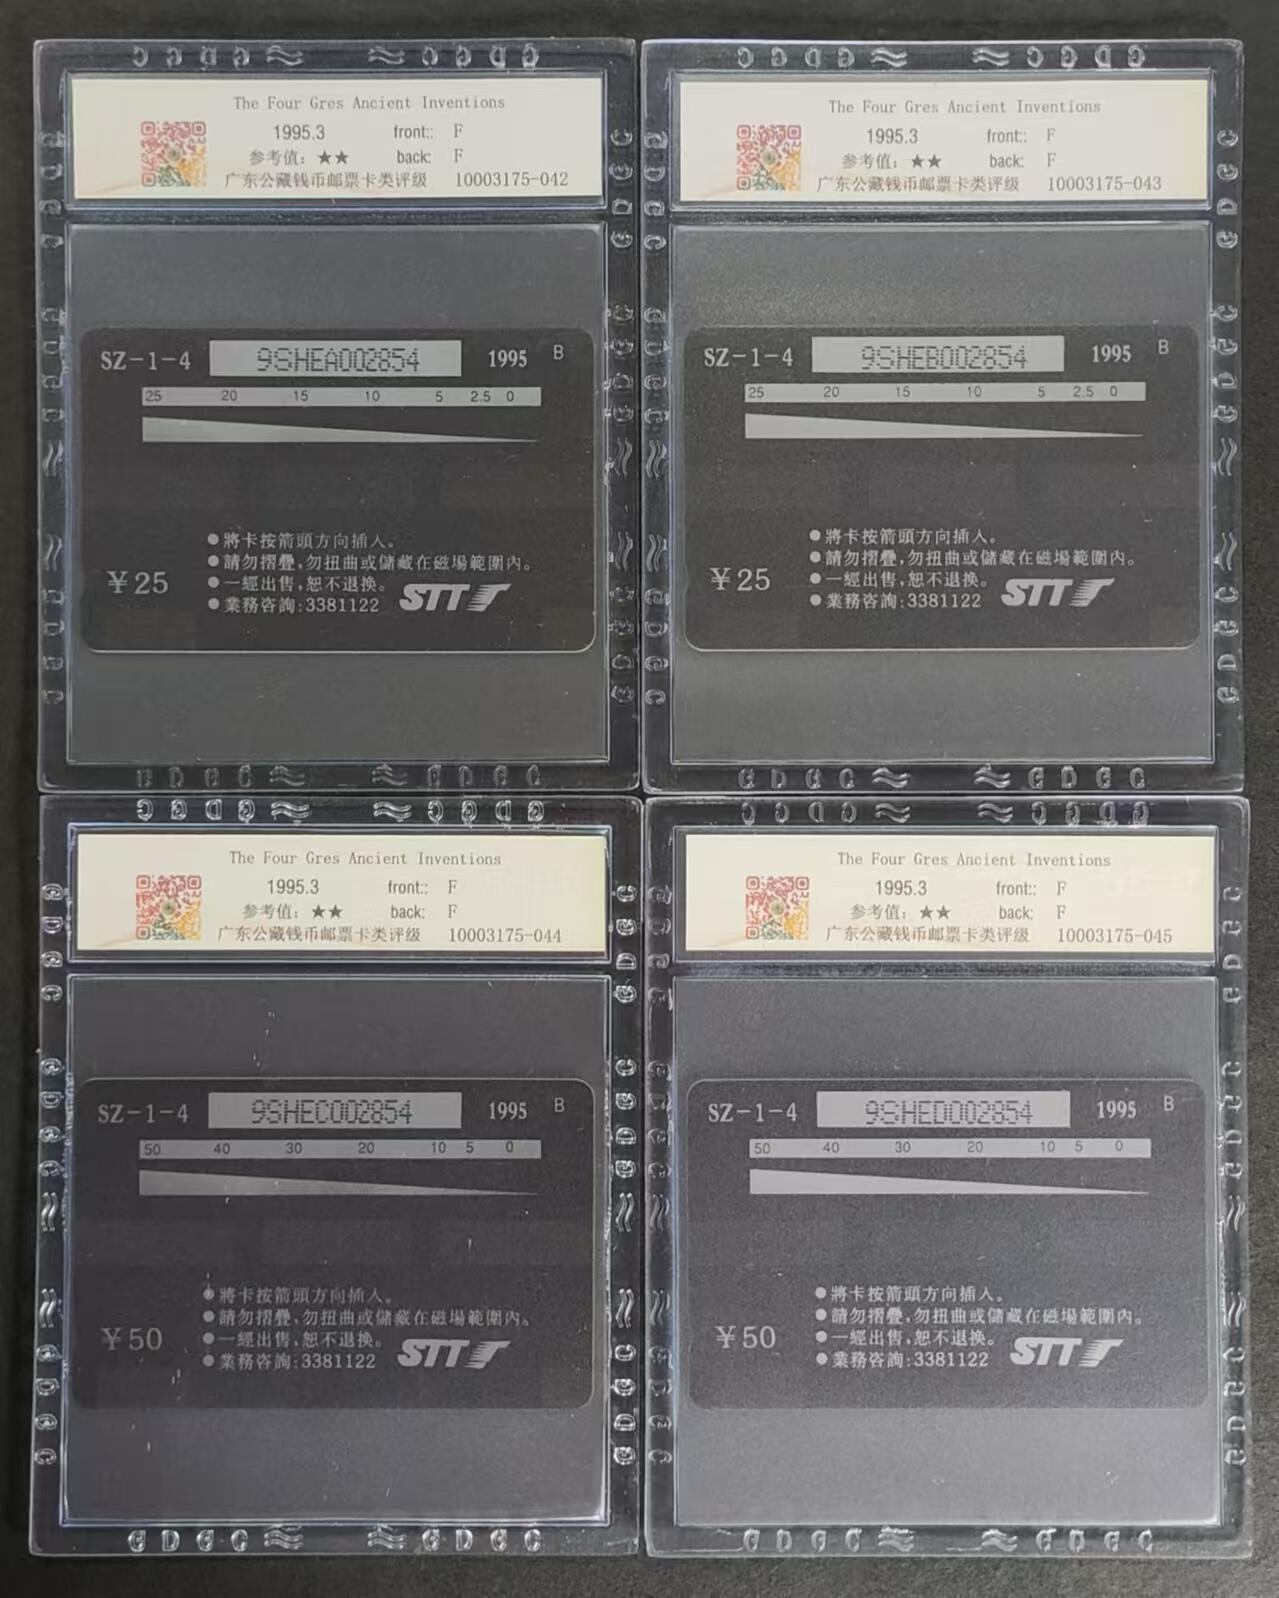 The Four Gres Ancient Inventions
1995.3 front:: F
参考值：★★ back: F
广东公藏钱币邮票卡类评级 10003175-042
SZ-1-4 9SHEA002854 1995 B
25 20 15 10 5 2.5 0
●將卡按箭頭方向插入。
●請勿摺疊,勿扭曲或儲藏在磁場範圍內。
¥25
●一經出售,恕不退換。
●業務咨詢:3381122 STT
The Four Gres Ancient Inventions
1995.3 front:: F
参考值：★★ back: F
广东公藏钱币邮票卡类评级 10003175-043
SZ-1-4 9SHEB002854 1995 B
25 20 15 10 5 2.5 0
●將卡按箭頭方向插入。
●請勿摺疊,勿扭曲或儲藏在磁場範圍內。
¥25
●一經出售,恕不退換。
●業務咨詢:3381122 STT
The Four Gres Ancient Inventions
1995.3 front:: F
参考值：★★ back: F
广东公藏钱币邮票卡类评级 10003175-044
SZ-1-4 9SHEC002854 1995 B
50 40 30 20 10 5 0
●將卡按箭頭方向插入。
●請勿摺疊,勿扭曲或儲藏在磁場範圍內。
¥50
●一經出售,恕不退換。
●業務咨詢:3381122 STT
The Four Gres Ancient Inventions
1995.3 front:: F
参考值：★★ back: F
广东公藏钱币邮票卡类评级 10003175-045
SZ-1-4 9SHED002854 1995 B
50 40 30 20 10 5 0
●將卡按箭頭方向插入。
●請勿摺疊,勿扭曲或儲藏在磁場範圍內。
¥50
●一經出售,恕不退換。
●業務咨詢:3381122 STT